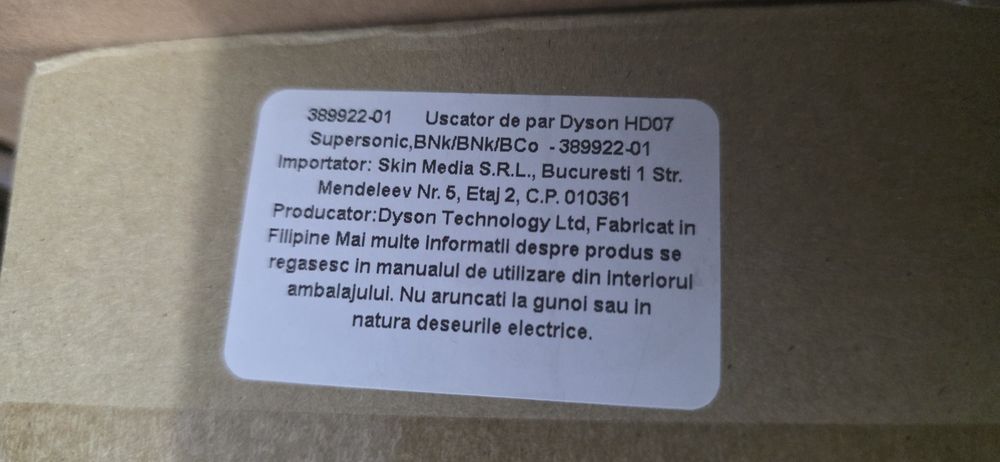 389922-01 Uscator de par Dyson HD07
Supersonic,BNk/BNk/BCo - 389922-01
Importator: Skin Media S.R.L., Bucuresti 1 Str.
Mendeleev Nr. 5, Etaj 2, C.P. 010361
Producator:Dyson Technology Ltd, Fabricat in
Filipine Mai multe informatii despre produs se
regasesc in manualul de utilizare din interiorul
ambalajului. Nu aruncati la gunoi sau in
natura deseurile electrice.